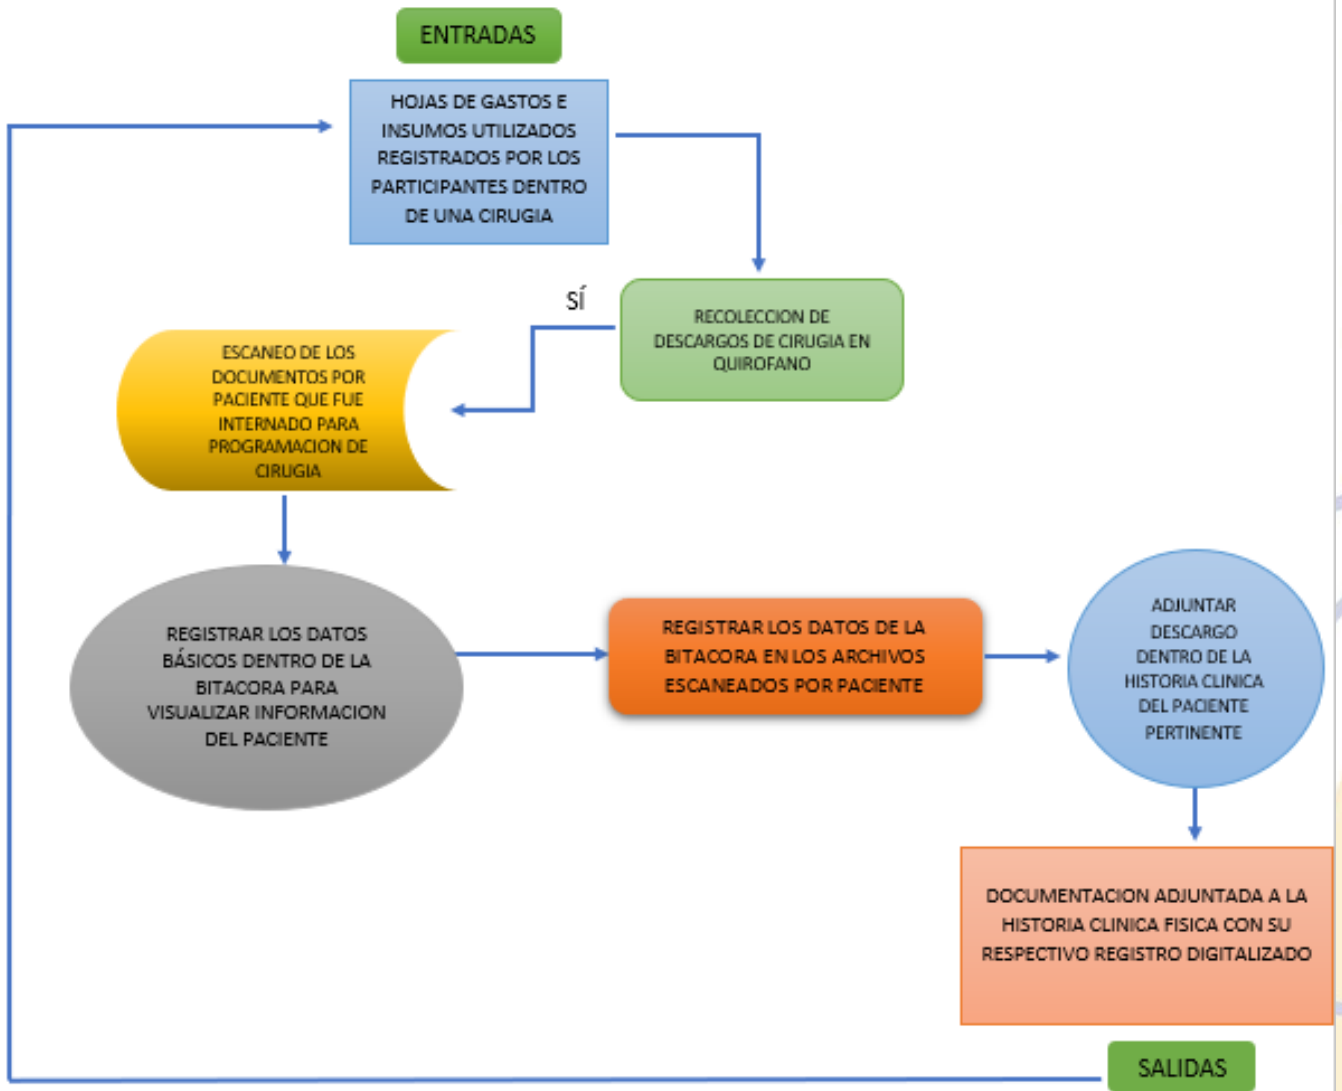 ENTRADAS
HOJAS DE GASTOS E
INSUMOS UTILIZADOS
REGISTRADOS POR LOS
PARTICIPANTES DENTRO
DE UNA CIRUGIA
SÍ
RECOLECCION DE
DESCARGOS DE CIRUGIA EN
QUIROFANO
ESCANEO DE LOS
DOCUMENTOS POR
PACIENTE QUE FUE
INTERNADO PARA
PROGRAMACION DE
CIRUGIA
REGISTRAR LOS DATOS
BÁSICOS DENTRO DE LA
BITACORA PARA
VISUALIZAR INFORMACION
DEL PACIENTE
REGISTRAR LOS DATOS DE LA
BITACORA EN LOS ARCHIVOS
ESCANEADOS POR PACIENTE
ADJUNTAR
DESCARGO
DENTRO DE LA
HISTORIA CLINICA
DEL PACIENTE
PERTINENTE
DOCUMENTACION ADJUNTADA A LA
HISTORIA CLINICA FISICA CON SU
RESPECTIVO REGISTRO DIGITALIZADO
SALIDAS